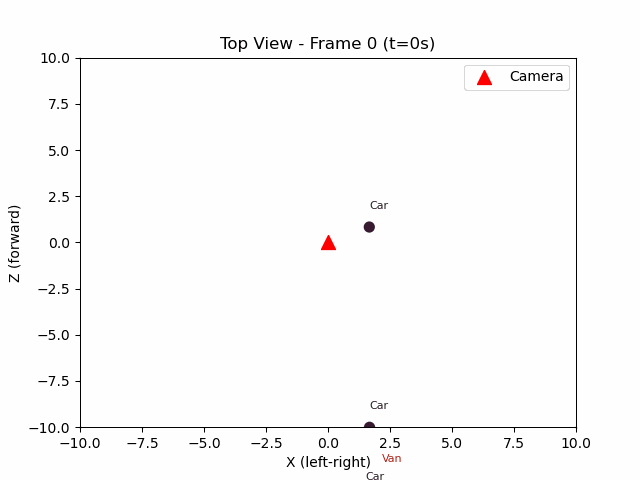 Top View - Frame 0 (t=0s)
10.0
7.5
5.0
2.5
0.0
−2.5
−5.0
−7.5
−10.0
Z (forward)
Camera
Car
Car
−10.0 −7.5 −5.0 −2.5 0.0 2.5 5.0 7.5 10.0
X (left-right)
Van
Car